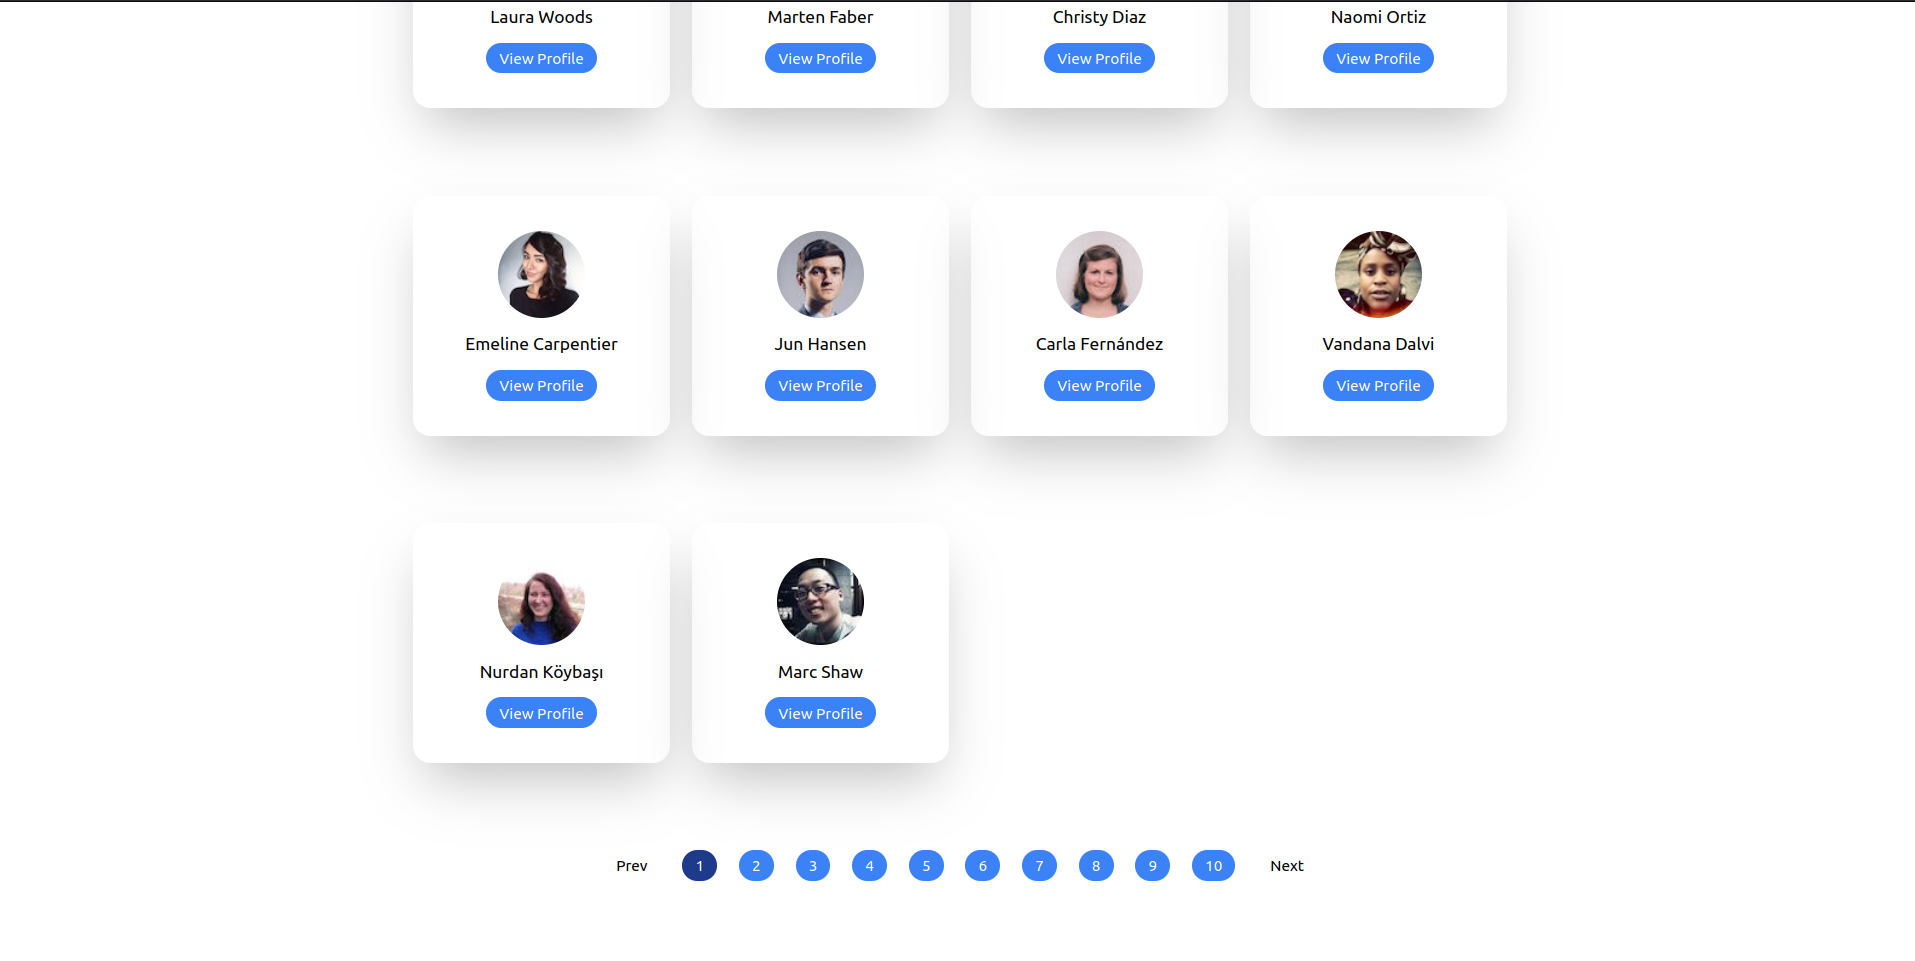 Laura Woods
Marten Faber
Christy Diaz
Naomi Ortiz
View Profile
View Profile
View Profile
View Profile
Emeline Carpentier
Jun Hansen
Carla Fernández
Vandana Dalvi
View Profile
View Profile
View Profile
View Profile
Nurdan Köybaşı
Marc Shaw
View Profile
View Profile
Prev 1 2 3 4 5 6 7 8 9 10 Next